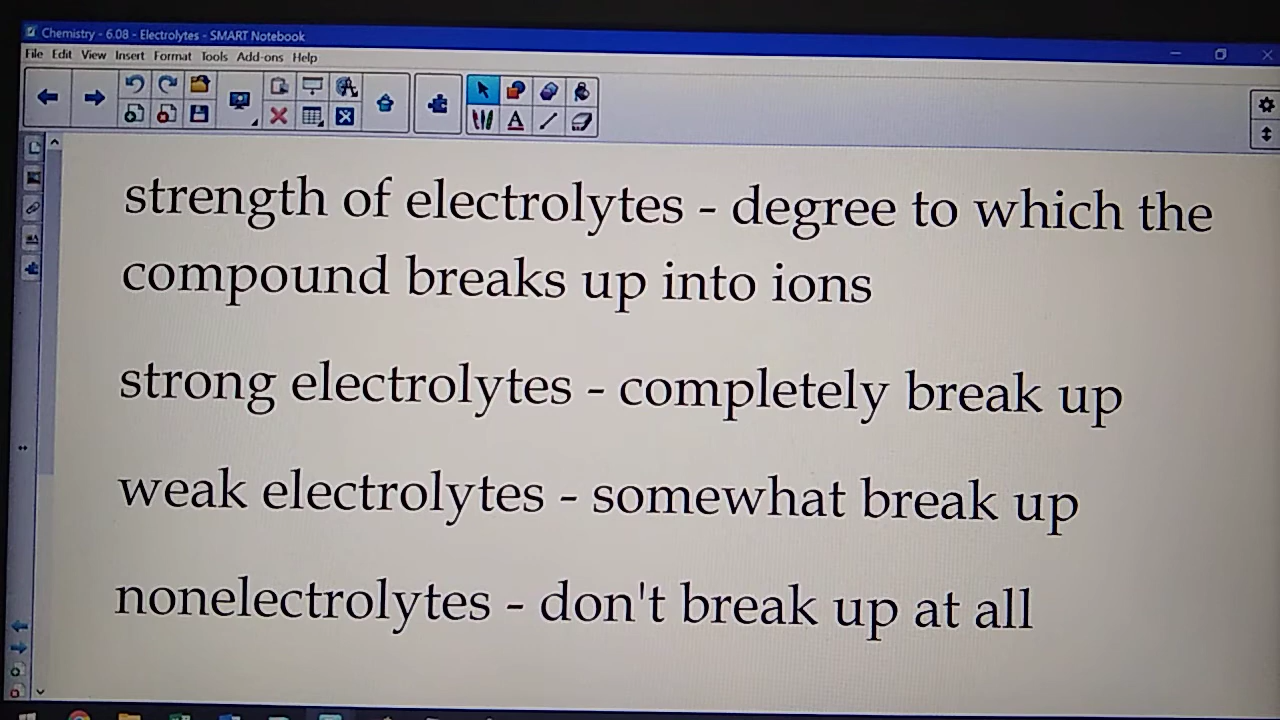 Chemistry - 6.08 - Electrolytes - SMART Notebook
File Edit View Insert Format Tools Add-ons Help
strength of electrolytes - degree to which the
compound breaks up into ions
strong electrolytes - completely break up
weak electrolytes - somewhat break up
nonelectrolytes - don't break up at all